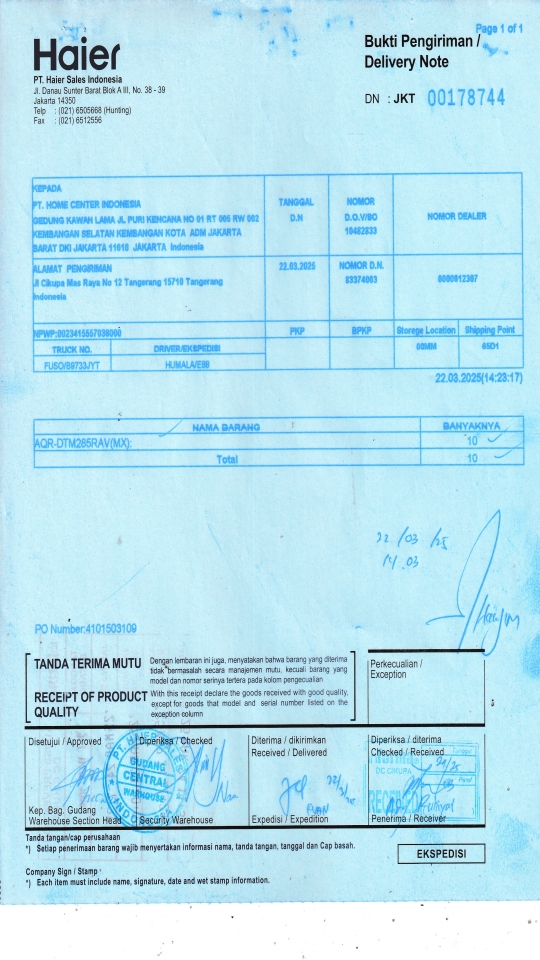 Page 1 of 1
Haier
PT. Haier Sales Indonesia
Jl. Danau Sunter Barat Blok A III, No. 38 - 39
Jakarta 14350
Telp : (021) 6505668 (Hunting)
Fax : (021) 6512556
Bukti Pengiriman /
Delivery Note
DN : JKT 00178744
KEPADA
PT. HOME CENTER INDONESIA
GEDUNG KAWAN LAMA JL PURI KENCANA NO 01 RT 005 RW 002
KEMBANGAN SELATAN KEMBANGAN KOTA ADM JAKARTA
BARAT DKI JAKARTA 11610 JAKARTA Indonesia
TANGGAL
D.N
NOMOR
D.O.V/SO
10482833
NOMOR DEALER
ALAMAT PENGIRIMAN
Jl Cikupa Mas Raya No 12 Tangerang 15710 Tangerang
Indonesia
22.03.2025
NOMOR D.N.
83374003
NPWP:0023415557038000
PKP
BPKP
Storege Location
Shipping Point
TRUCK NO.
DRIVER/EKSPEDISI
FUSO/89733/YT
HUMALA/EBB
22.03.2025(14:23:17)
NAMA BARANG
BANYAKNYA
AQR-DTM285RAV(MX):
10
Total
10
22/03/25
14.03
PO Number:4101503109
TANDA TERIMA MUTU
Dengan lembaran ini juga, menyatakan bahwa barang yang diterima
tidak bermasalah secara manajemen mutu, kecuali barang yang
model dan nomor serinya tertera pada kolom pengecualian
RECEIPT OF PRODUCT
QUALITY
With this receipt declare the goods received with good quality,
except for goods that model and serial number listed on the
exception column
Perkecualian /
Exception
Disetujui / Approved
Diperiksa / Checked
Diterima / dikirimkan
Received / Delivered
Diperiksa / diterima
Checked / Received
GUDANG
CENTRAL
WAREHOUSE
DC.CIKUPA
Kep. Bag. Gudang
Warehouse Section Head
Security Warehouse
Expedisi / Expedition
Penerima / Receiver
Tanda tangan/cap perusahaan
*) Setiap penerimaan barang wajib menyertakan informasi nama, tanda tangan, tanggal dan Cap basah.
EKSPEDISI
Company Sign / Stamp
*) Each item must include name, signature, date and wet stamp information.